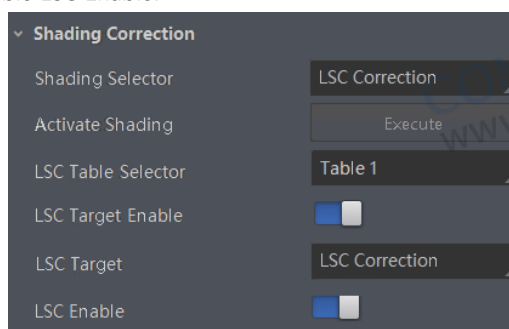 Shading Correction
Shading Selector LSC Correction
Activate Shading Execute
LSC Table Selector Table 1
LSC Target Enable
LSC Target LSC Correction
LSC Enable